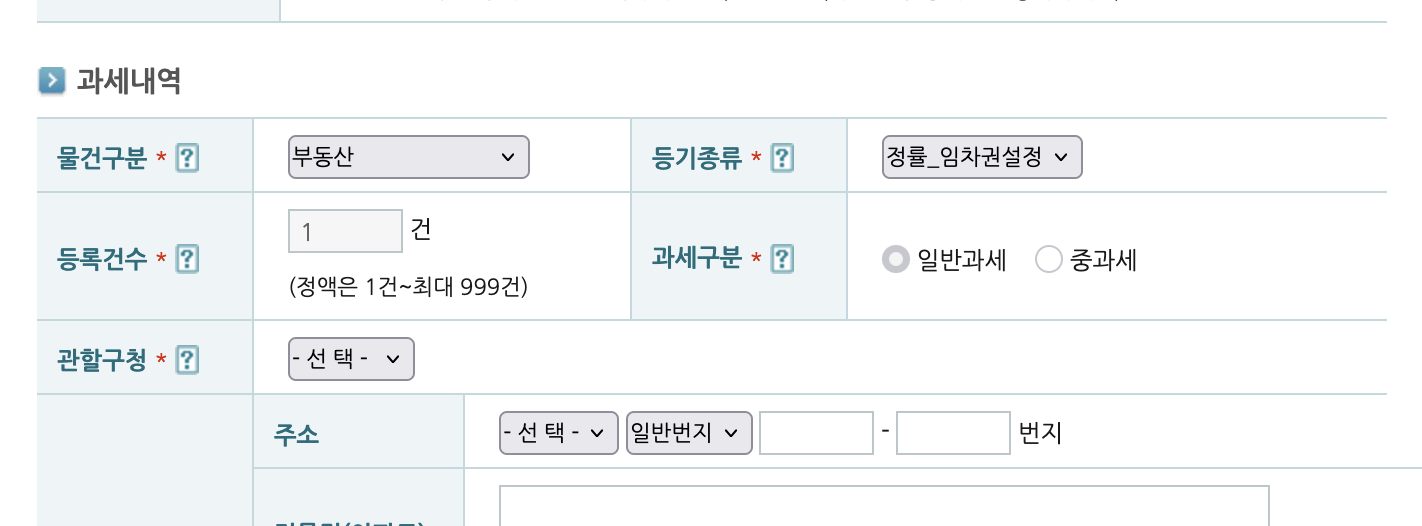 과세내역
물건구분 * ? 부동산 등기종류 * ? 정률_임차권설정
등록건수 * ? 1 건 과세구분 * ? 일반과세 중과세
(정액은 1건~최대 999건)
관할구청 * ? - 선 택 -
주소 - 선 택 - 일반번지 - 번지